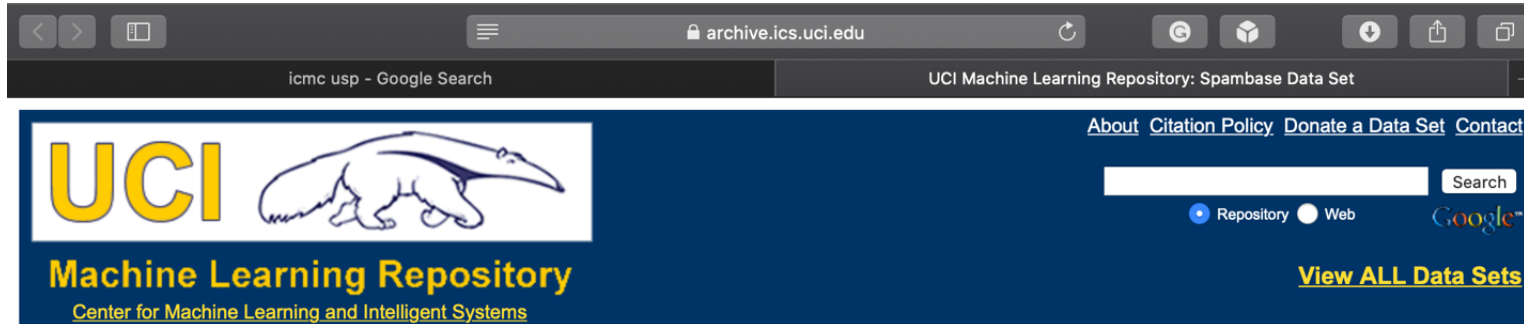 archive.ics.uci.edu
icmc usp - Google Search
UCI Machine Learning Repository: Spambase Data Set
UCI
About Citation Policy Donate a Data Set Contact
Search
Repository Web Google™
Machine Learning Repository
View ALL Data Sets
Center for Machine Learning and Intelligent Systems